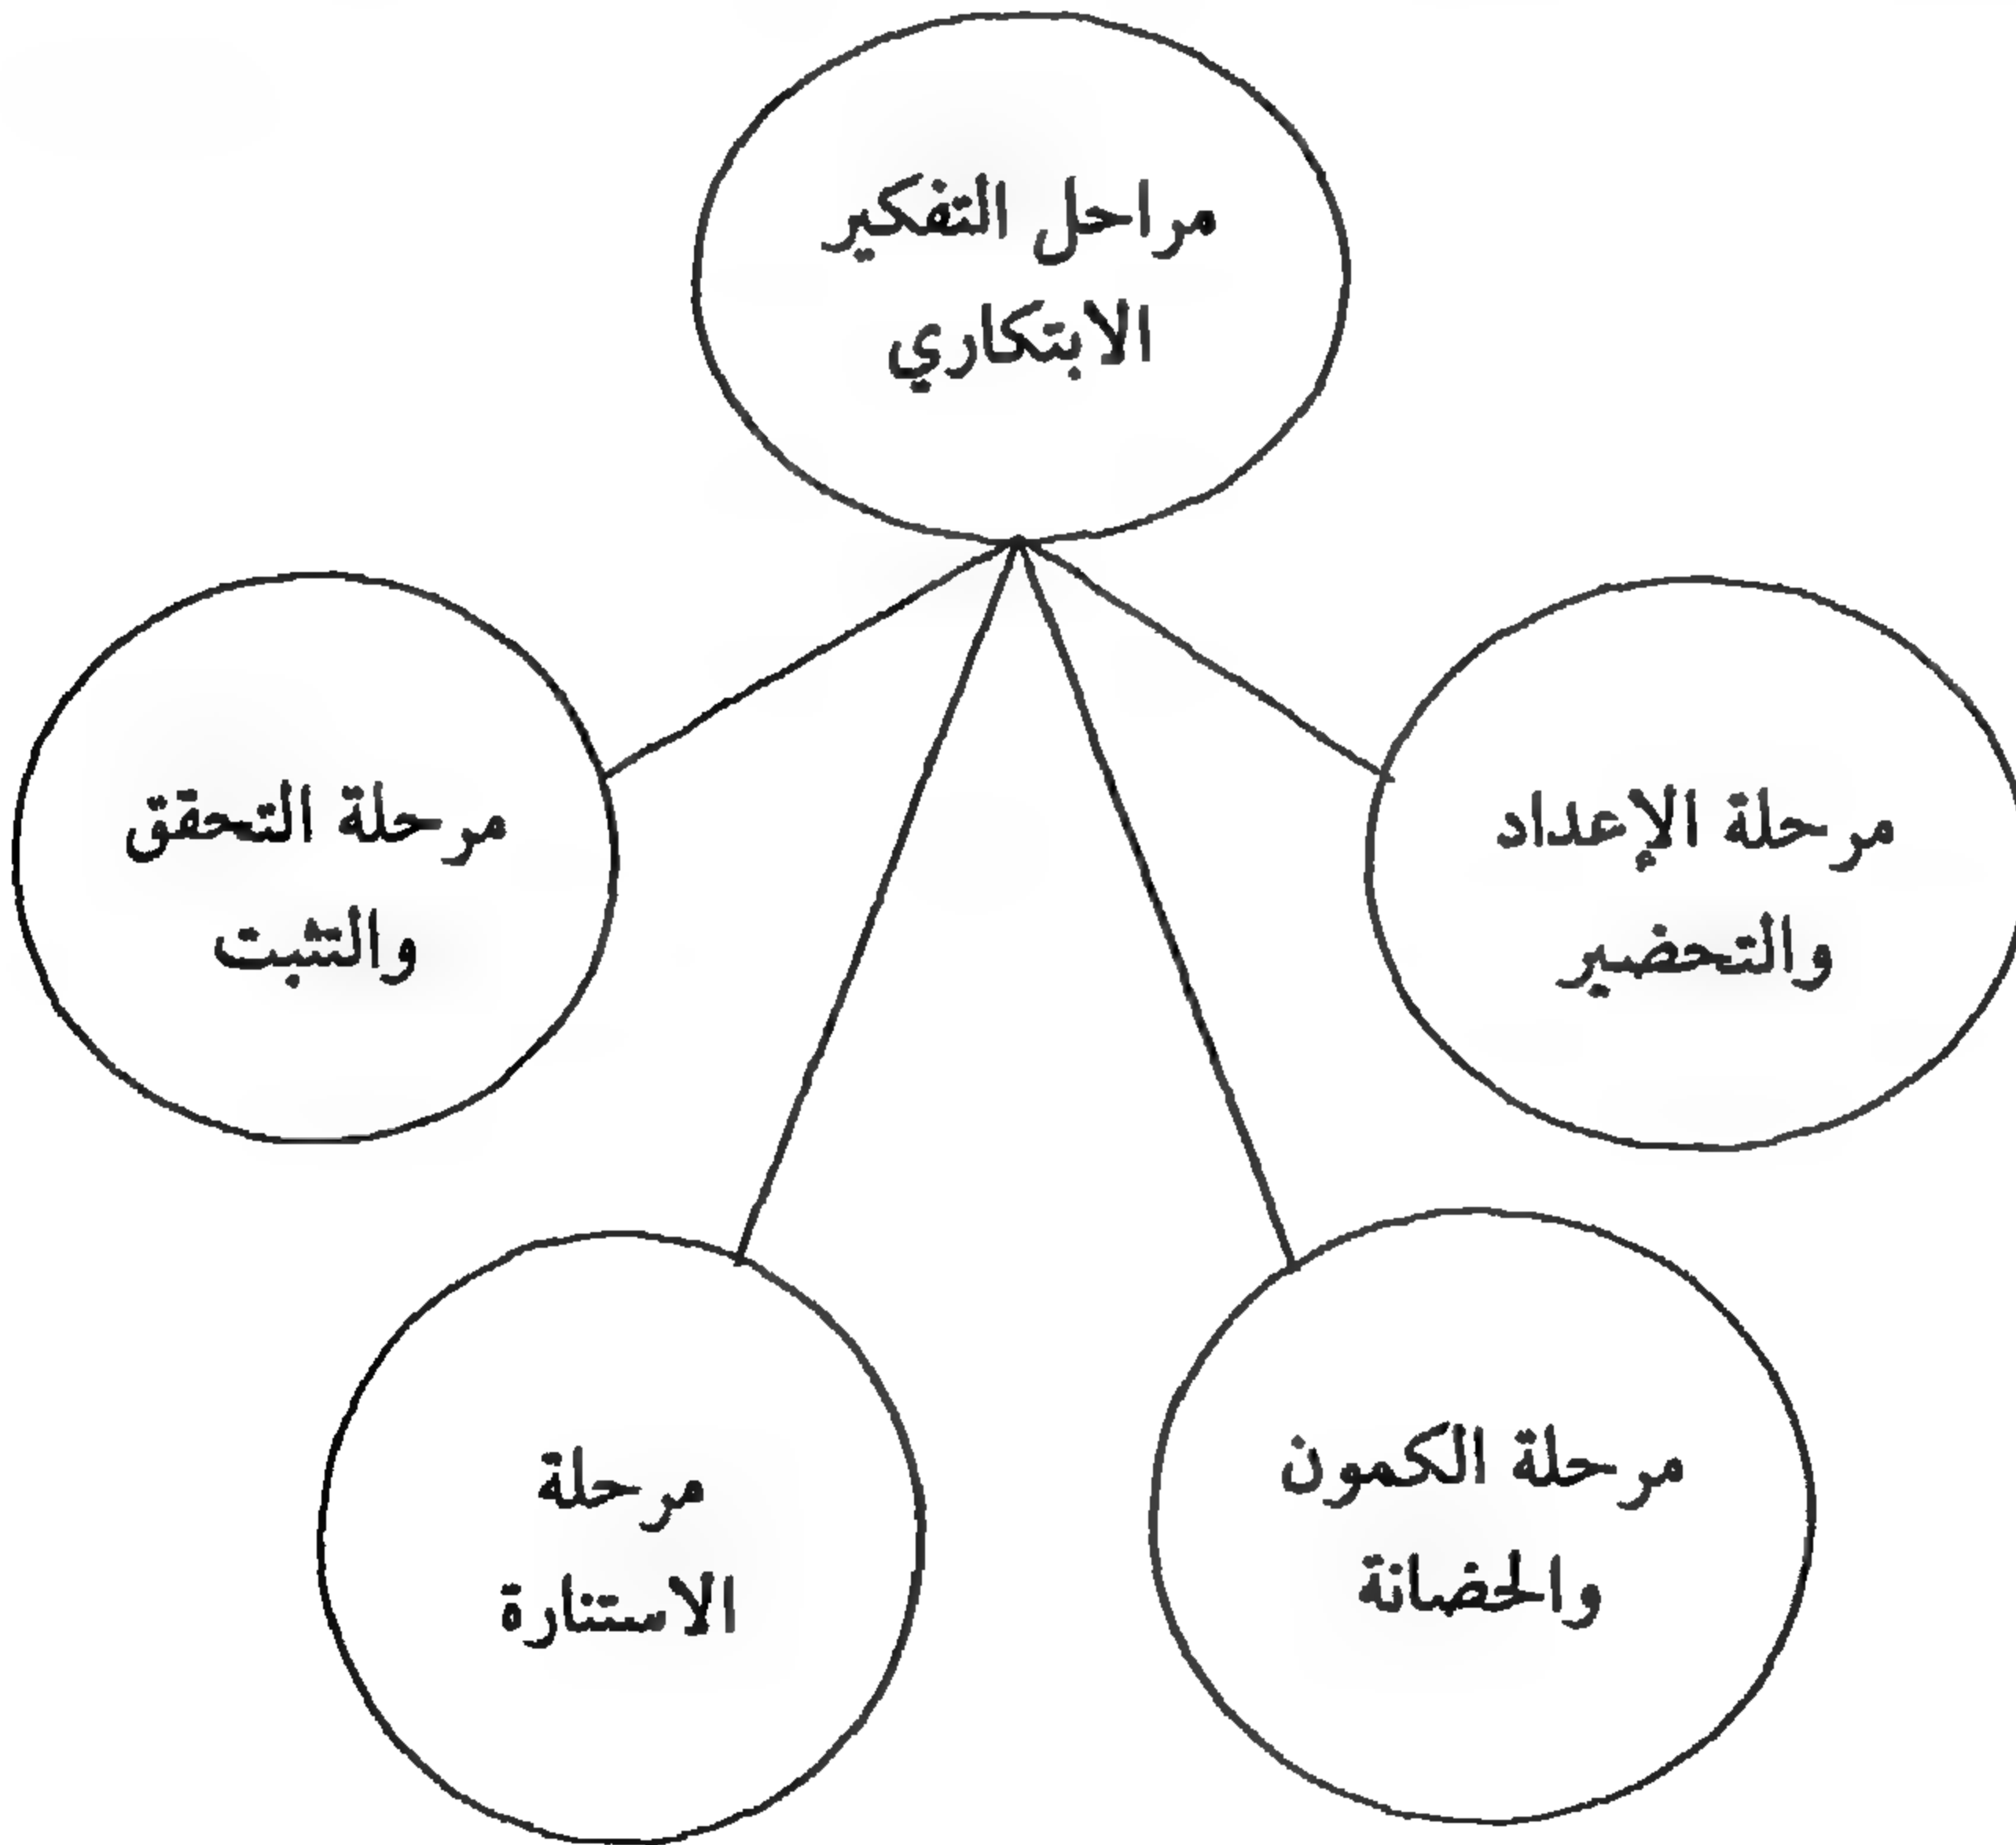 مراحل التفكير
الابتكاري
مرحلة الإعداد
والتحضير
مرحلة الكمون
والحضانة
مرحلة
الاستنارة
مرحلة التحقق
والتثبت